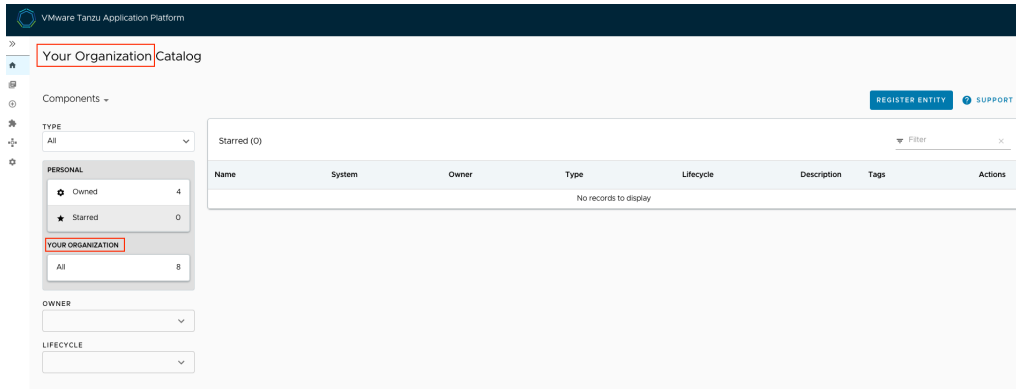 VMware Tanzu Application Platform
Your Organization Catalog
Components
REGISTER ENTITY
SUPPORT
TYPE
All
Starred (0)
Filter
PERSONAL
Owned 4
Starred 0
YOUR ORGANIZATION
All 8
Name System Owner Type Lifecycle Description Tags Actions
No records to display
OWNER
LIFECYCLE